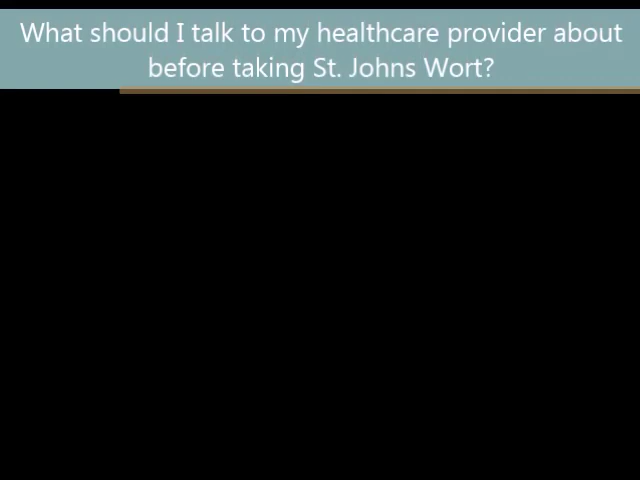 What should I talk to my healthcare provider about
before taking St. Johns Wort?